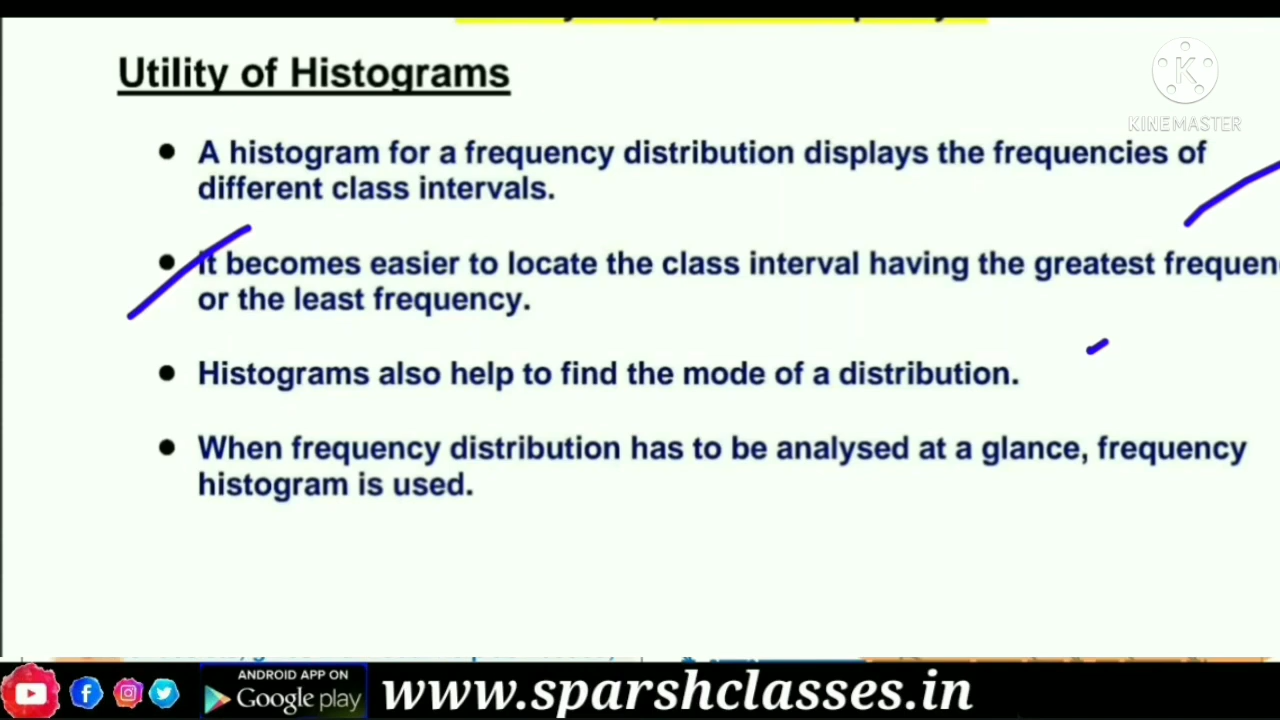 Utility of Histograms
KINEMASTER
A histogram for a frequency distribution displays the frequencies of
different class intervals.
It becomes easier to locate the class interval having the greatest
or the least frequency.
Histograms also help to find the mode of a distribution.
When frequency distribution has to be analysed at a glance, frequency
histogram is used.
ANDROID APP ON
Google play
www.sparshclasses.in